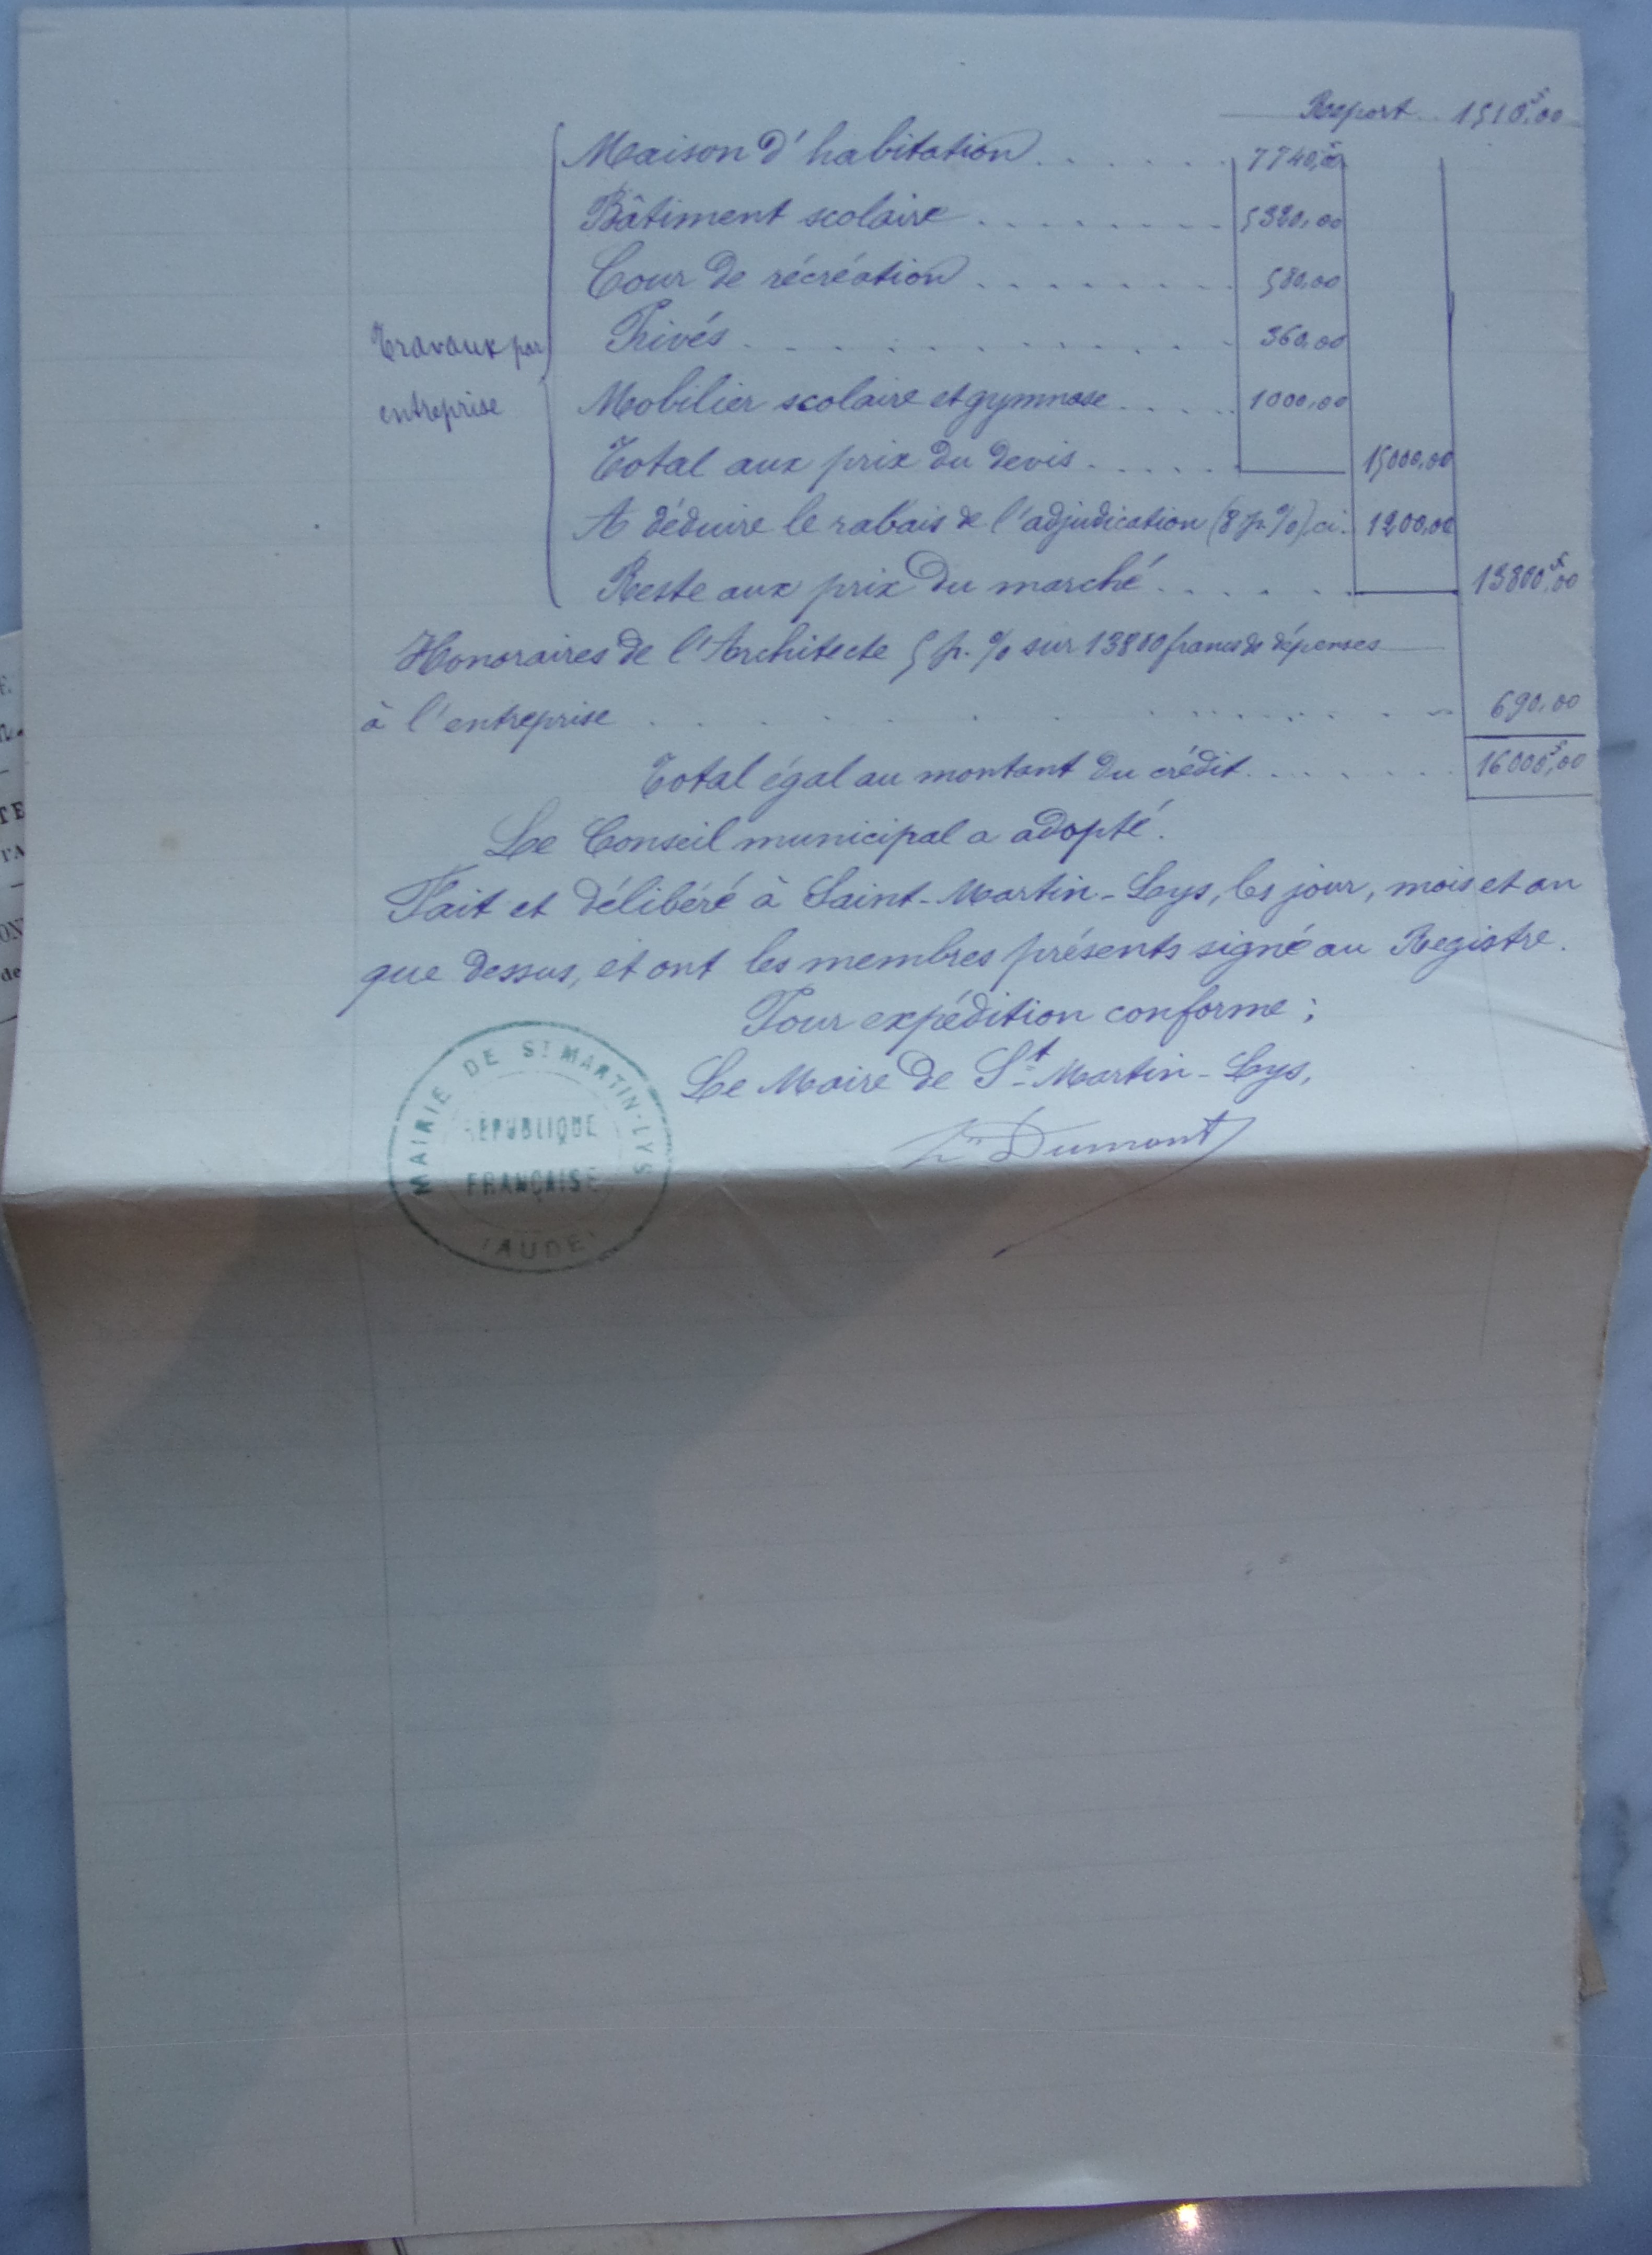 Report .. 1510,00
Maison d'habitation . . . . . . . 7740,00
Bâtiment scolaire . . . . . . . . 5320,00
Cour de récréation . . . . . . . . 580,00
Travaux par
entreprise
Privés . . . . . . . . . . . . . 360,00
Mobilier scolaire et gymnase . . . . . 1000,00
Total aux prix du devis . . . . . . 15000,00
A déduire le rabais de l'adjudication (8 p. %), ci. 1200,00
Reste aux prix du marché . . . . . . 13800f,00
Honoraires de l'Architecte 5 p. % sur 13800 francs de dépenses
à l'entreprise . . . . . . . . . . . . 690,00
Total égal au montant du crédit . . . . . . . 16000f,00
Le Conseil municipal a adopté.
Fait et délibéré à Saint-Martin-Lys, les jour, mois et an
que dessus, et ont les membres présents signé au Registre.
Pour expédition conforme ;
Le Maire de St Martin-Lys,
Dumont
MAIRIE DE ST MARTIN-LYS
REPUBLIQUE
FRANÇAISE
(AUDE)